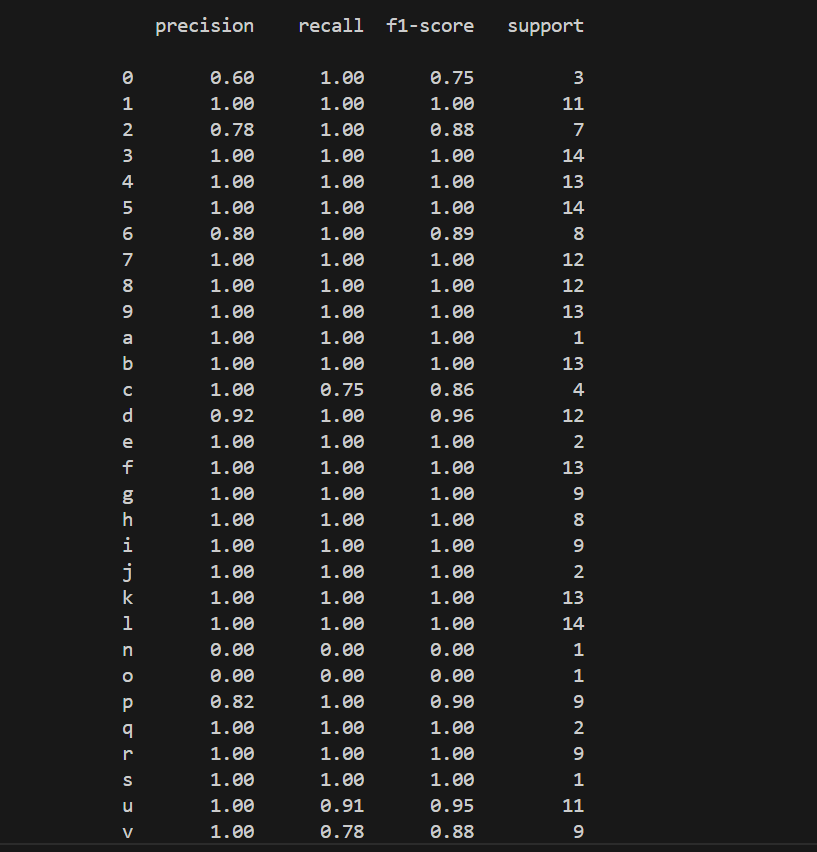 precision recall f1-score support
0 0.60 1.00 0.75 3
1 1.00 1.00 1.00 11
2 0.78 1.00 0.88 7
3 1.00 1.00 1.00 14
4 1.00 1.00 1.00 13
5 1.00 1.00 1.00 14
6 0.80 1.00 0.89 8
7 1.00 1.00 1.00 12
8 1.00 1.00 1.00 12
9 1.00 1.00 1.00 13
a 1.00 1.00 1.00 1
b 1.00 1.00 1.00 13
c 1.00 0.75 0.86 4
d 0.92 1.00 0.96 12
e 1.00 1.00 1.00 2
f 1.00 1.00 1.00 13
g 1.00 1.00 1.00 9
h 1.00 1.00 1.00 8
i 1.00 1.00 1.00 9
j 1.00 1.00 1.00 2
k 1.00 1.00 1.00 13
l 1.00 1.00 1.00 14
n 0.00 0.00 0.00 1
o 0.00 0.00 0.00 1
p 0.82 1.00 0.90 9
q 1.00 1.00 1.00 2
r 1.00 1.00 1.00 9
s 1.00 1.00 1.00 1
u 1.00 0.91 0.95 11
v 1.00 0.78 0.88 9